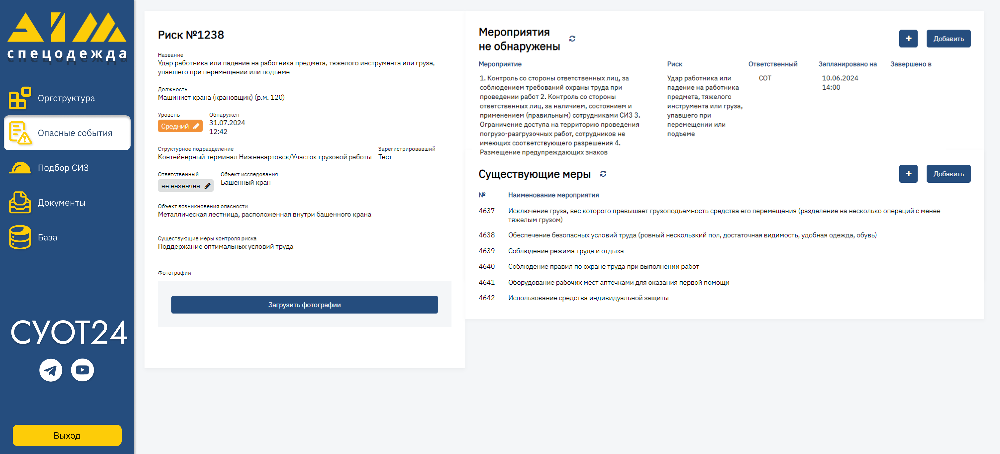 ЭПМ
спецодежда
Оргструктура
Опасные события
Подбор СИЗ
Документы
База
СУОТ24
Выход
Риск №1238
Название
Удар работника или падение на работника предмета, тяжелого инструмента или груза,
упавшего при перемещении или подъеме
Должность
Машинист крана (крановщик) (р.м. 120)
Уровень
Средний
Обнаружен
31.07.2024
12:42
Структурное подразделение
Контейнерный терминал Нижневартовск/Участок грузовой работы
Зарегистрировавший
Тест
Ответственный
не назначен
Объект исследования
Башенный кран
Объект возникновения опасности
Металлическая лестница, расположенная внутри башенного крана
Существующие меры контроля риска
Поддержание оптимальных условий труда
Фотографии
Загрузить фотографии
Мероприятия
не обнаружены
+ Добавить
Мероприятие Риск Ответственный Запланировано на Завершено в
1. Контроль со стороны ответственных лиц, за
соблюдением требований охраны труда при
проведении работ 2. Контроль со стороны
ответственных лиц, за наличием, состоянием и
применением (правильным) сотрудниками СИЗ 3.
Ограничение доступа на территорию проведения
погрузо-разгрузочных работ, сотрудников не
имеющих соответствующего разрешения 4.
Размещение предупреждающих знаков
Удар работника или
падение на работника
предмета, тяжелого
инструмента или груза,
упавшего при
перемещении или
подъеме
СОТ
10.06.2024
14:00
Существующие меры
+ Добавить
№ Наименование мероприятия
4637 Исключение груза, вес которого превышает грузоподъемность средства его перемещения (разделение на несколько операций с менее
тяжелым грузом)
4638 Обеспечение безопасных условий труда (ровный нескользкий пол, достаточная видимость, удобная одежда, обувь)
4639 Соблюдение режима труда и отдыха
4640 Соблюдение правил по охране труда при выполнении работ
4641 Оборудование рабочих мест аптечками для оказания первой помощи
4642 Использование средства индивидуальной защиты